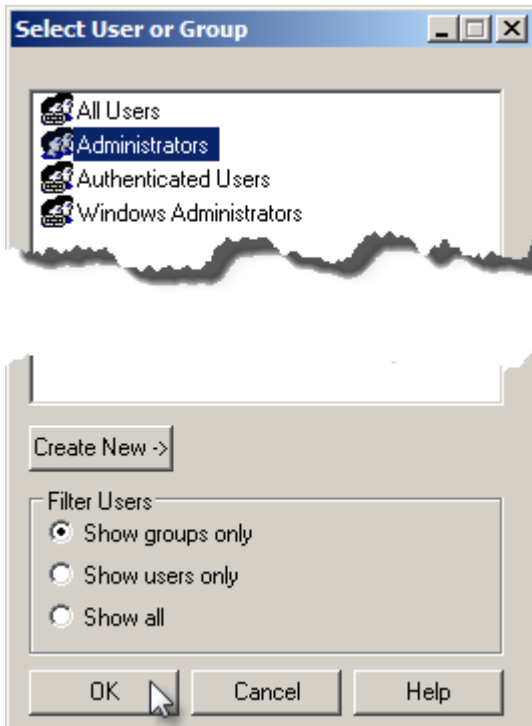 Select User or Group
All Users
Administrators
Authenticated Users
Windows Administrators
Create New ->
Filter Users
Show groups only
Show users only
Show all
OK Cancel Help